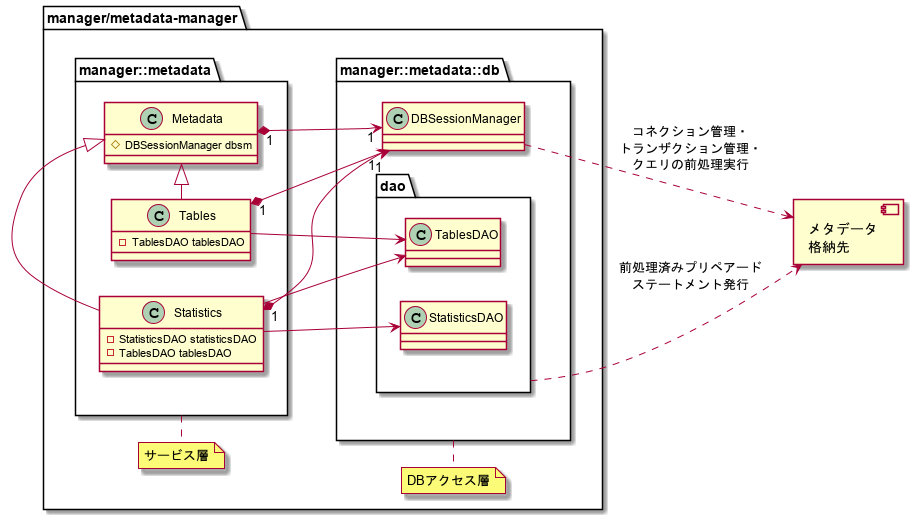 manager/metadata-manager
manager::metadata
C Metadata
DBSessionManager dbsm
C Tables
TablesDAO tablesDAO
C Statistics
StatisticsDAO statisticsDAO
TablesDAO tablesDAO
サービス層
1
1
1
manager::metadata::db
C DBSessionManager
1
1
1
dao
C TablesDAO
C StatisticsDAO
DBアクセス層
コネクション管理・
トランザクション管理・
クエリの前処理実行
前処理済みプリペアード
ステートメント発行
メタデータ
格納先